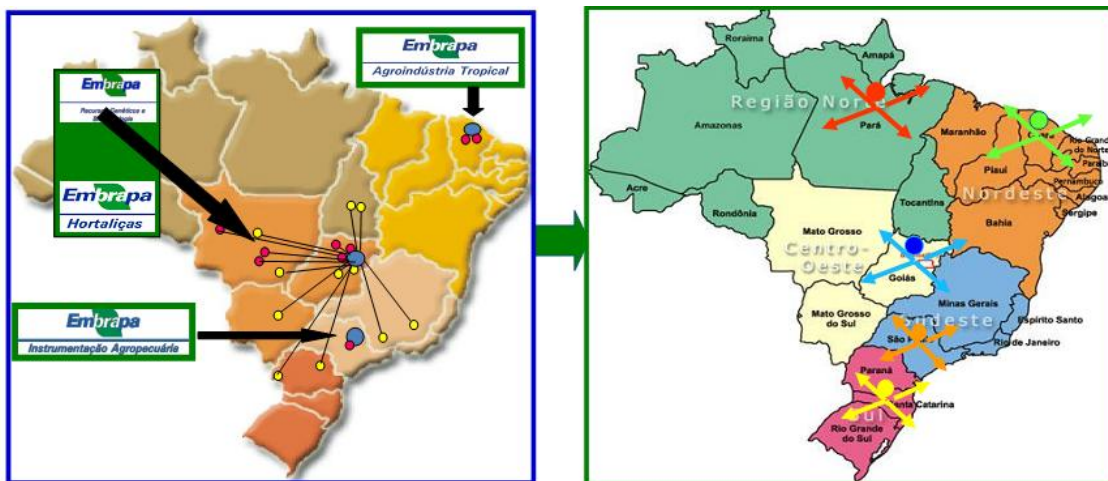 Embrapa
Agroindústria Tropical
Embrapa
Recursos Genéticos e
Embrapa
Hortaliças
Embrapa
Instrumentação Agropecuária
Roraima
Amapá
Região Norte
Amazonas
Pará
Acre
Rondônia
Tocantins
Maranhão
Rio Grande
do Norte
Paraíba
Piauí
Pernambuco
Nordeste
Alagoa
Sergipe
Bahia
Mato Grosso
Centro-
Oeste
Goiás
Mato Grosso
do Sul
Minas Gerais
Sudeste
Espírito Santo
São
Rio de Janeiro
Paraná
Santa Catarina
Sul
Rio Grande
do Sul